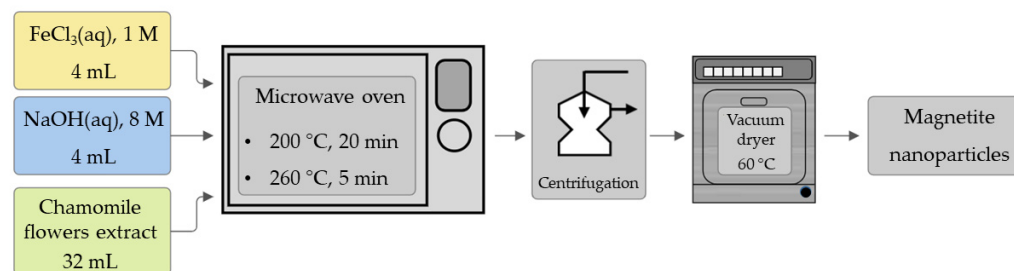 FeCl₃(aq), 1 M
4 mL
NaOH(aq), 8 M
4 mL
Chamomile
flowers extract
32 mL
Microwave oven
• 200 °C, 20 min
• 260 °C, 5 min
Centrifugation
Vacuum
dryer
60 °C
Magnetite
nanoparticles